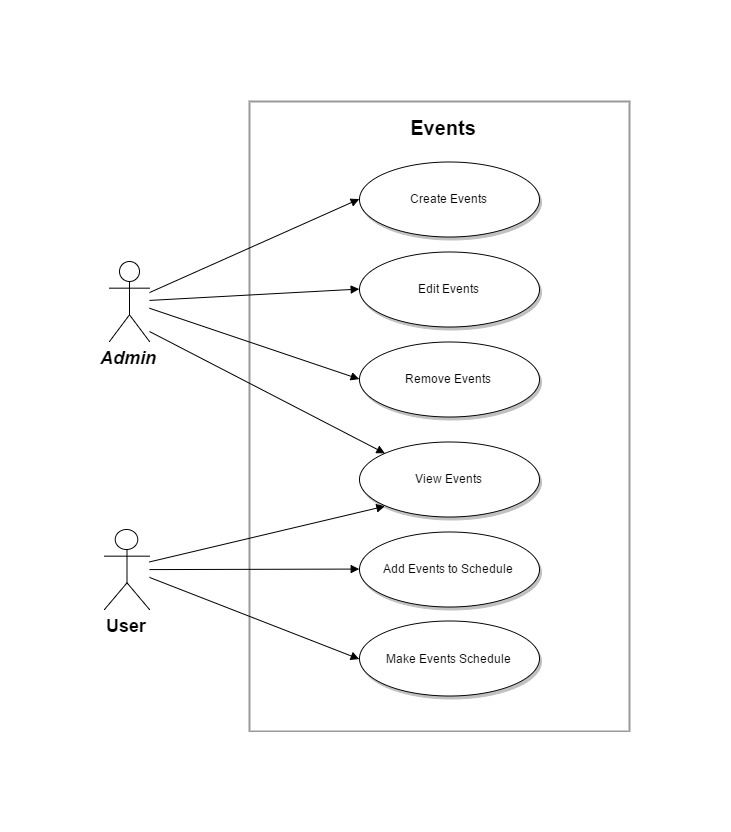 Events
Create Events
Edit Events
Admin
Remove Events
View Events
Add Events to Schedule
User
Make Events Schedule